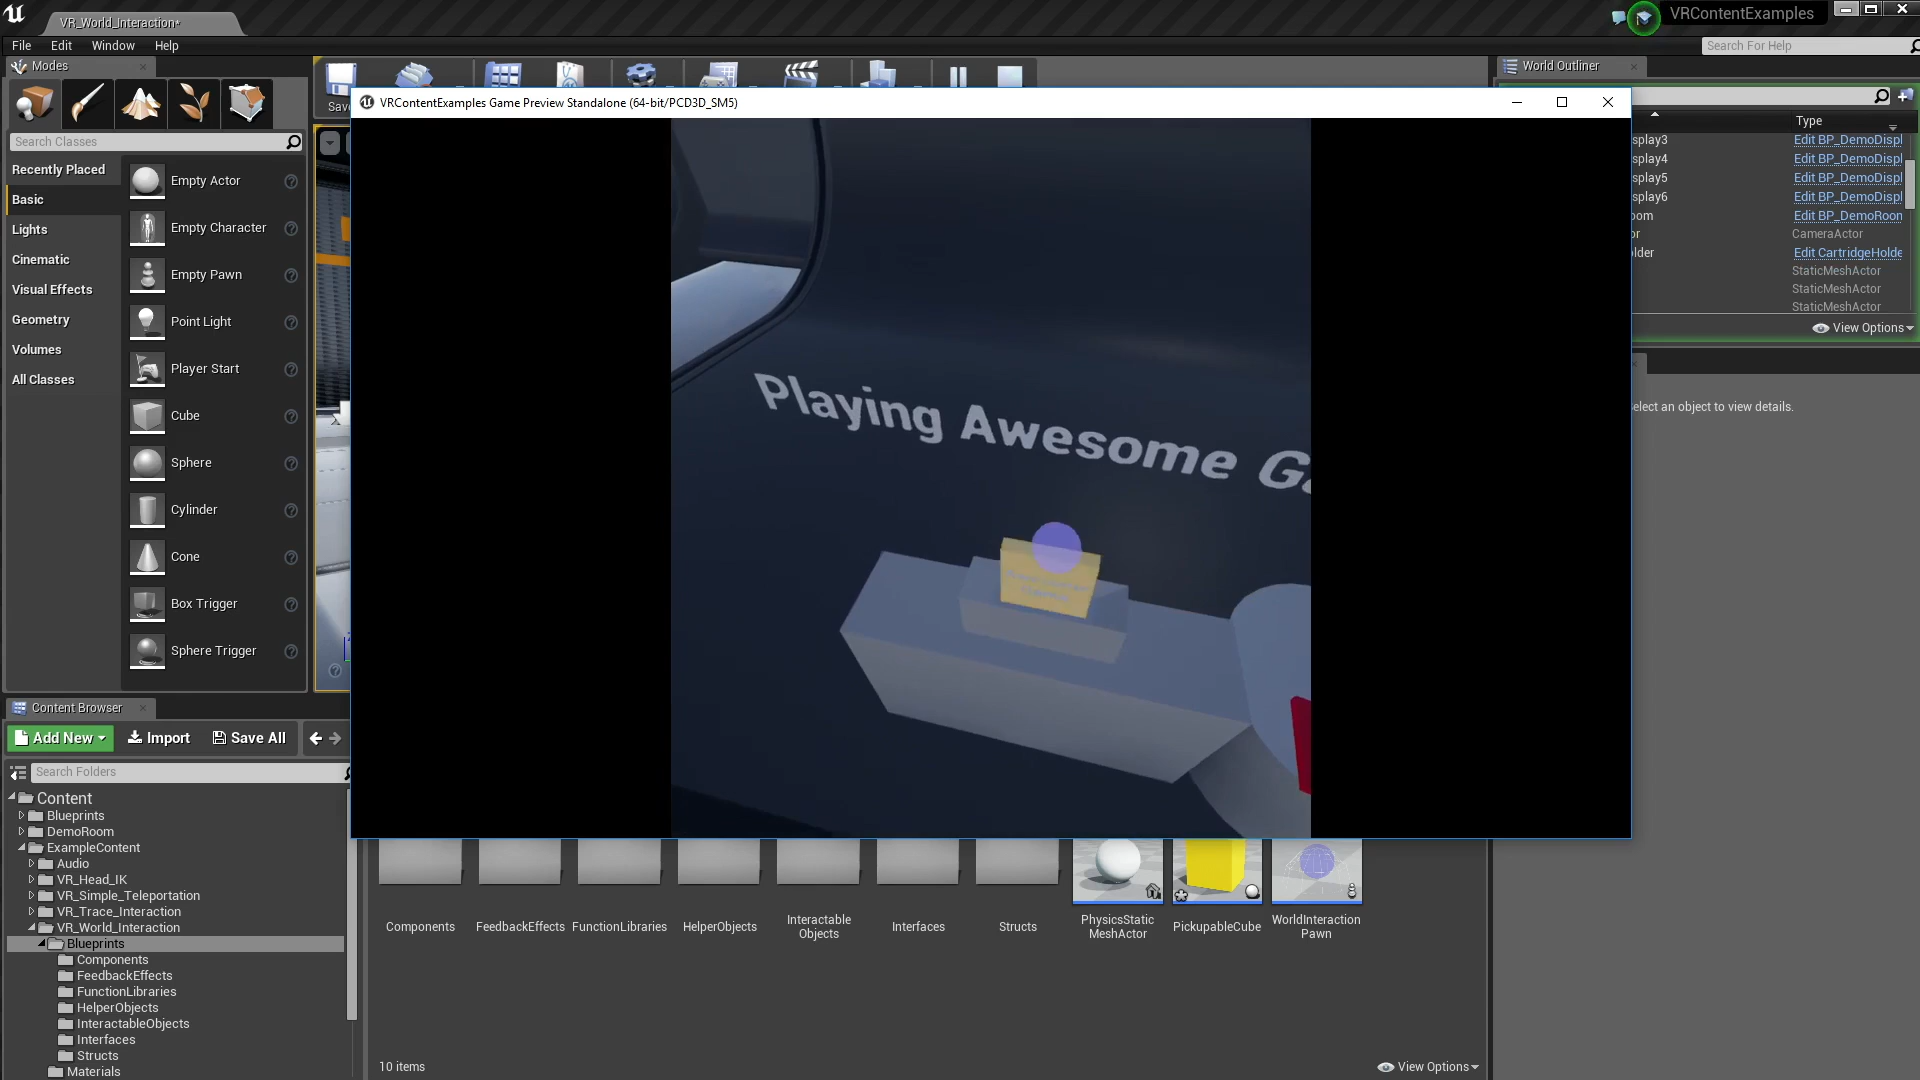 VR_World_Interaction*
VRContentExamples
File Edit Window Help
Search For Help
Modes
World Outliner
Save
VRContentExamples Game Preview Standalone (64-bit/PCD3D_SM5)
Search Classes
Type
Recently Placed
Basic
Lights
Cinematic
Visual Effects
Geometry
Volumes
All Classes
Empty Actor
Empty Character
Empty Pawn
Point Light
Player Start
Cube
Sphere
Cylinder
Cone
Box Trigger
Sphere Trigger
splay3 Edit BP_DemoDispl
splay4 Edit BP_DemoDispl
splay5 Edit BP_DemoDispl
splay6 Edit BP_DemoDispl
oom Edit BP_DemoRoon
or CameraActor
older Edit CartridgeHolde
StaticMeshActor
StaticMeshActor
StaticMeshActor
View Options
Select an object to view details.
Playing Awesome Ga
Content Browser
Add New Import Save All
Search Folders
Content
Blueprints
DemoRoom
ExampleContent
Audio
VR_Head_IK
VR_Simple_Teleportation
VR_Trace_Interaction
VR_World_Interaction
Blueprints
Components
FeedbackEffects
FunctionLibraries
HelperObjects
InteractableObjects
Interfaces
Structs
Materials
Components
FeedbackEffects
FunctionLibraries
HelperObjects
Interactable
Objects
Interfaces
Structs
PhysicsStatic
MeshActor
PickupableCube
WorldInteraction
Pawn
10 items
View Options